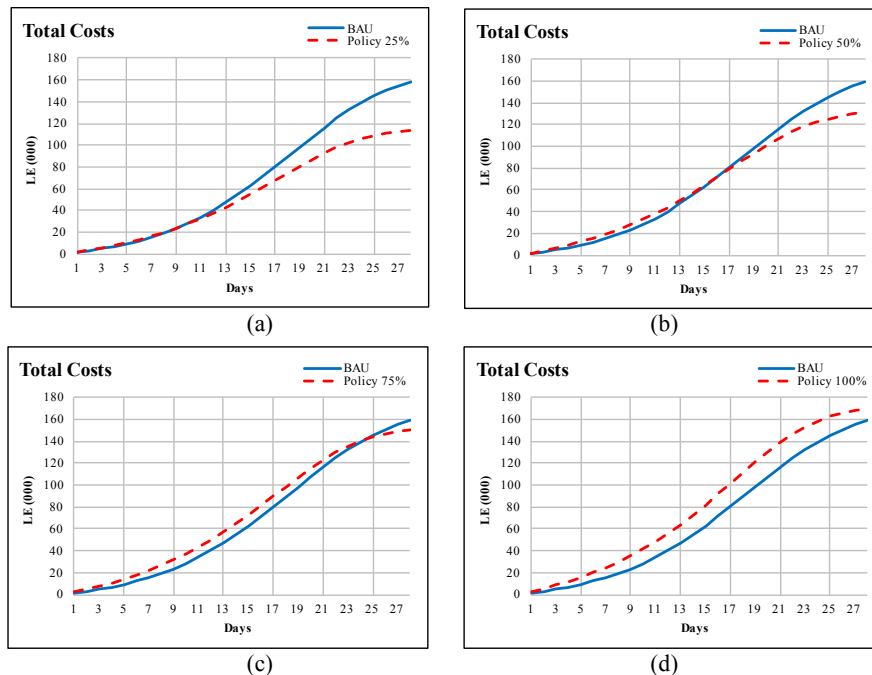 Total Costs
BAU
Policy 25%
180
160
140
120
100
80
60
40
20
0
LE (000)
1 3 5 7 9 11 13 15 17 19 21 23 25 27
Days
(a)
Total Costs
BAU
Policy 50%
180
160
140
120
100
80
60
40
20
0
LE (000)
1 3 5 7 9 11 13 15 17 19 21 23 25 27
Days
(b)
Total Costs
BAU
Policy 75%
180
160
140
120
100
80
60
40
20
0
LE (000)
1 3 5 7 9 11 13 15 17 19 21 23 25 27
Days
(c)
Total Costs
BAU
Policy 100%
180
160
140
120
100
80
60
40
20
0
LE (000)
1 3 5 7 9 11 13 15 17 19 21 23 25 27
Days
(d)